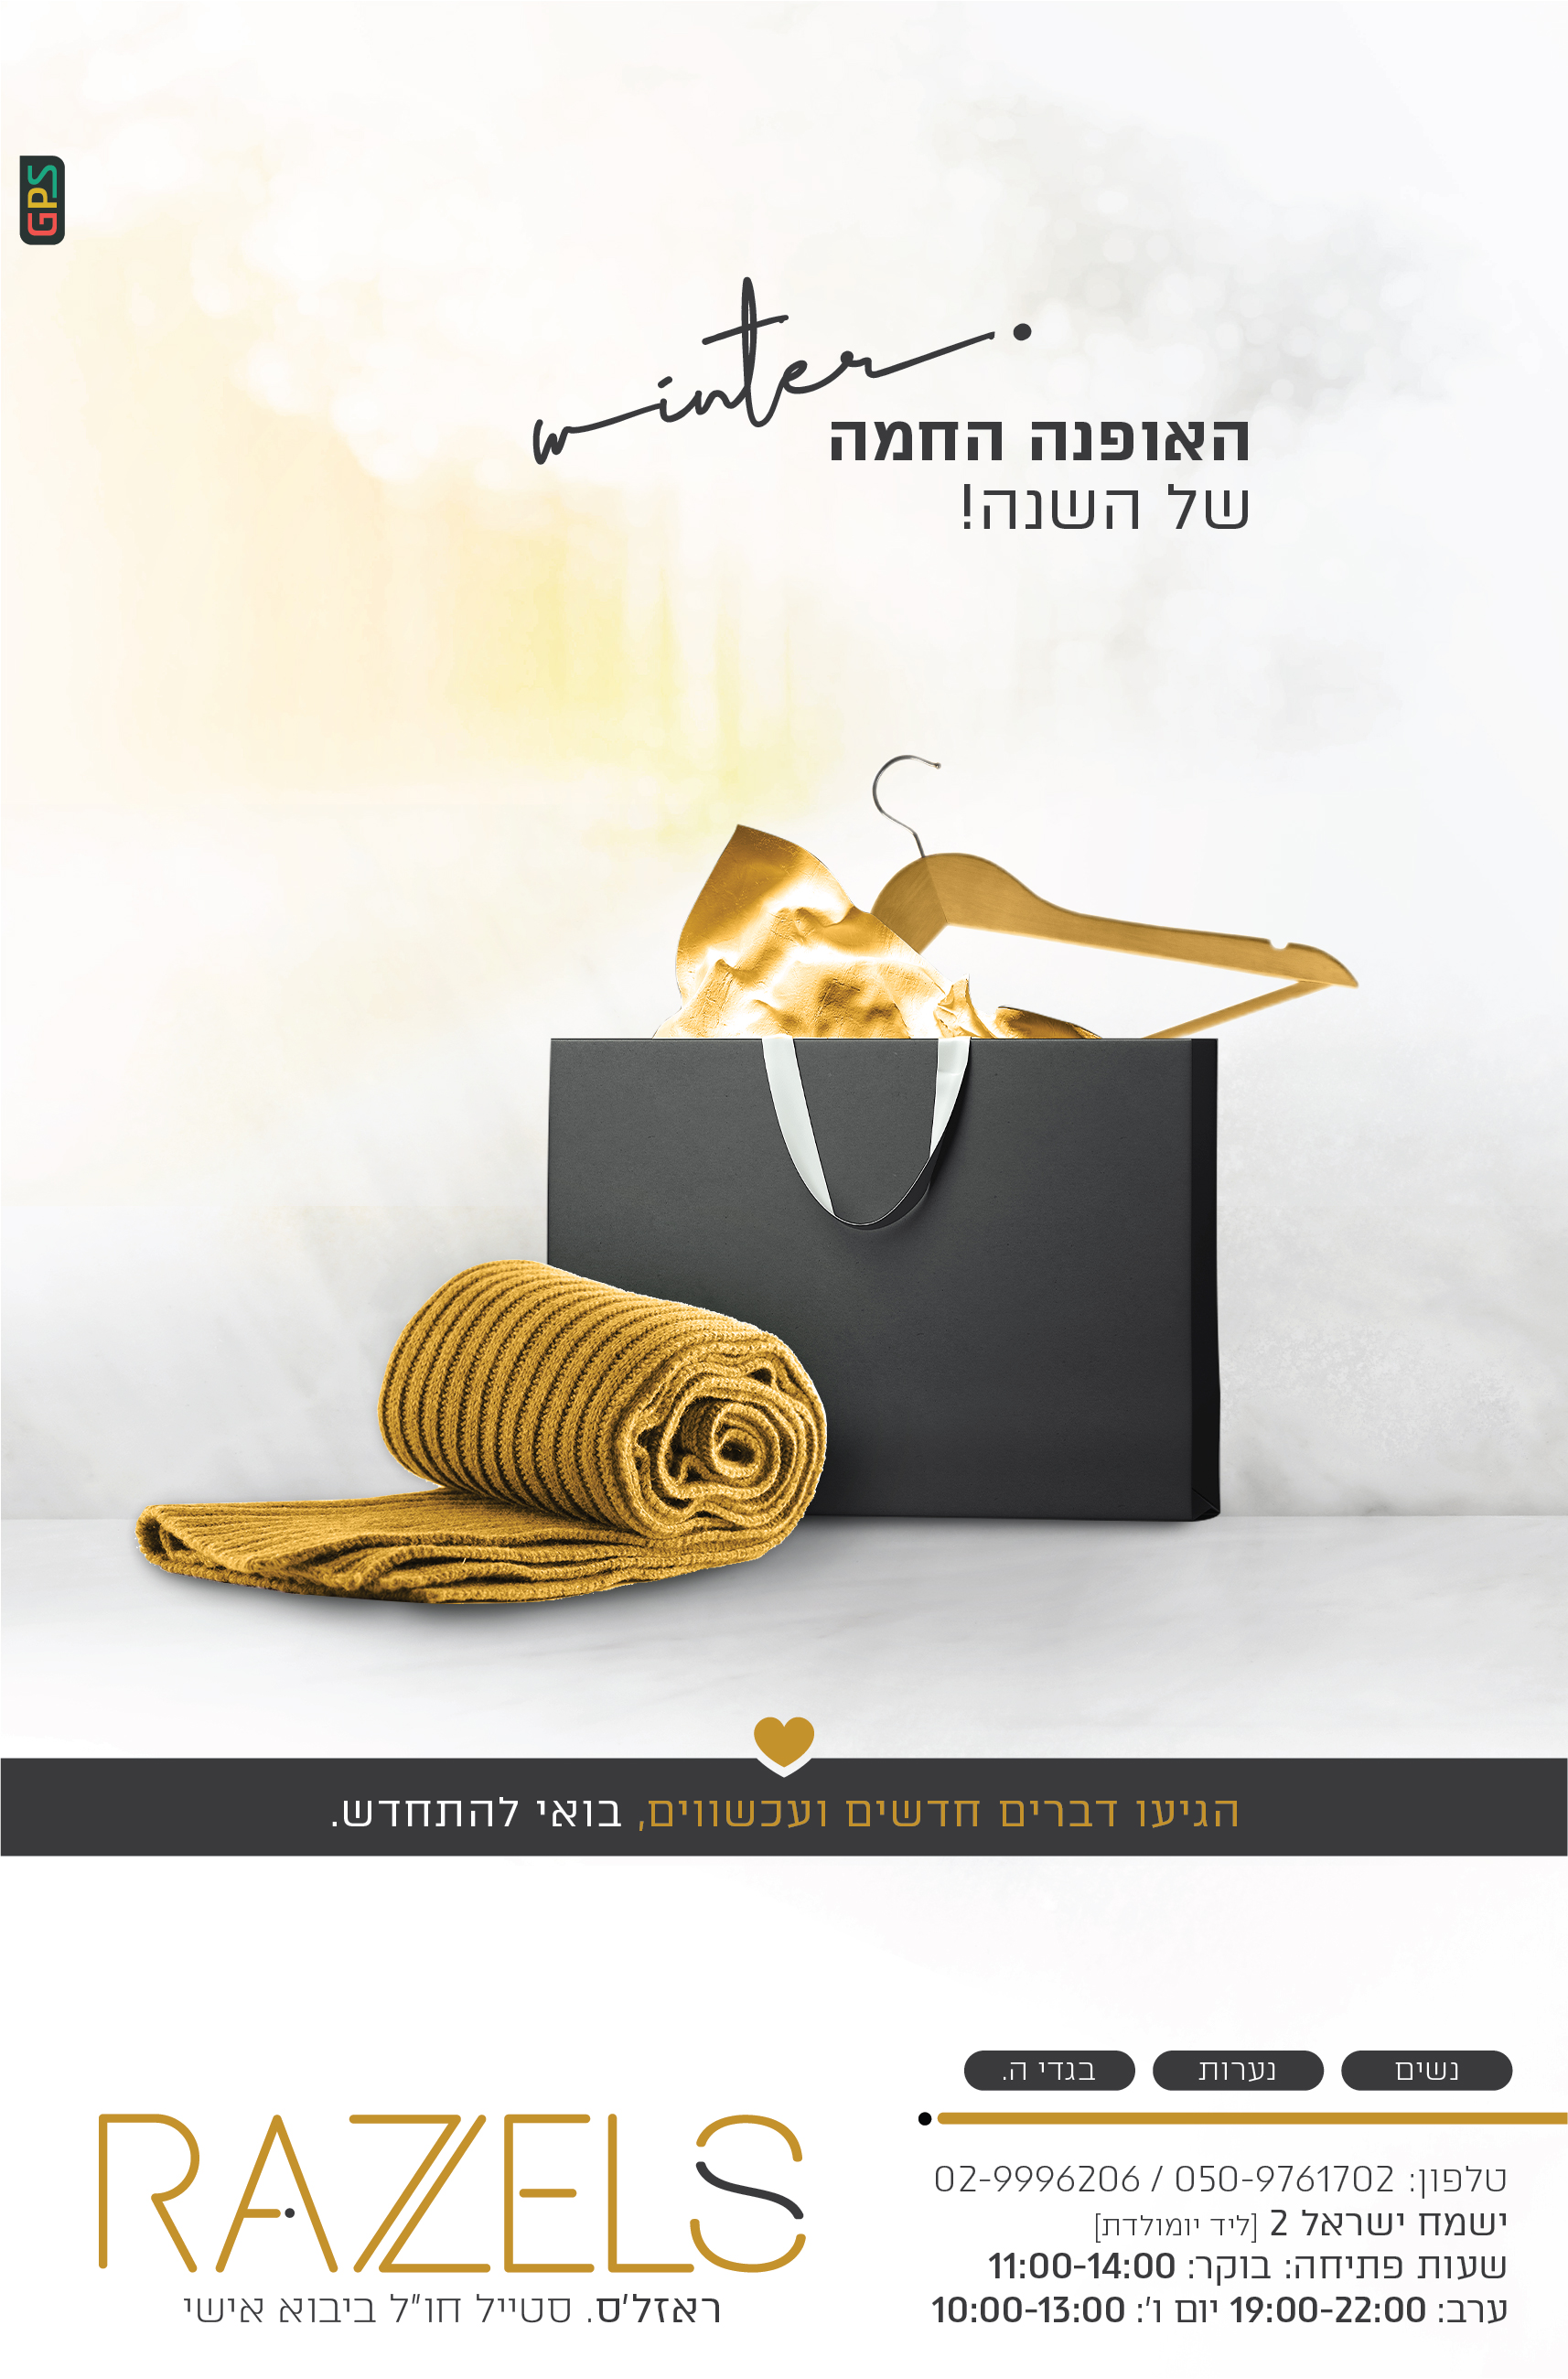 GPS
winter
האופנה החמה
של השנה!
הגיעו דברים חדשים ועכשווים, בואי להתחדש.
נשים
נערות
בגדי ה.
טלפון: 050-9761702 / 02-9996206
ישמח ישראל 2 [ליד יומולדת]
שעות פתיחה: בוקר: 11:00-14:00
ערב: 19:00-22:00 יום ו': 10:00-13:00
RAZELS
ראזל'ס. סטייל חו"ל ביבוא אישי